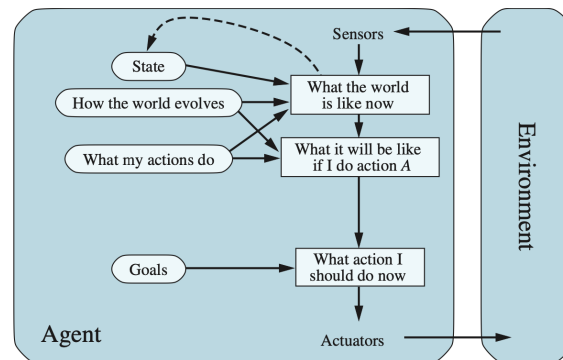 Sensors
State
What the world
is like now
How the world evolves
What it will be like
if I do action A
What my actions do
Environment
What action I
should do now
Goals
Agent
Actuators